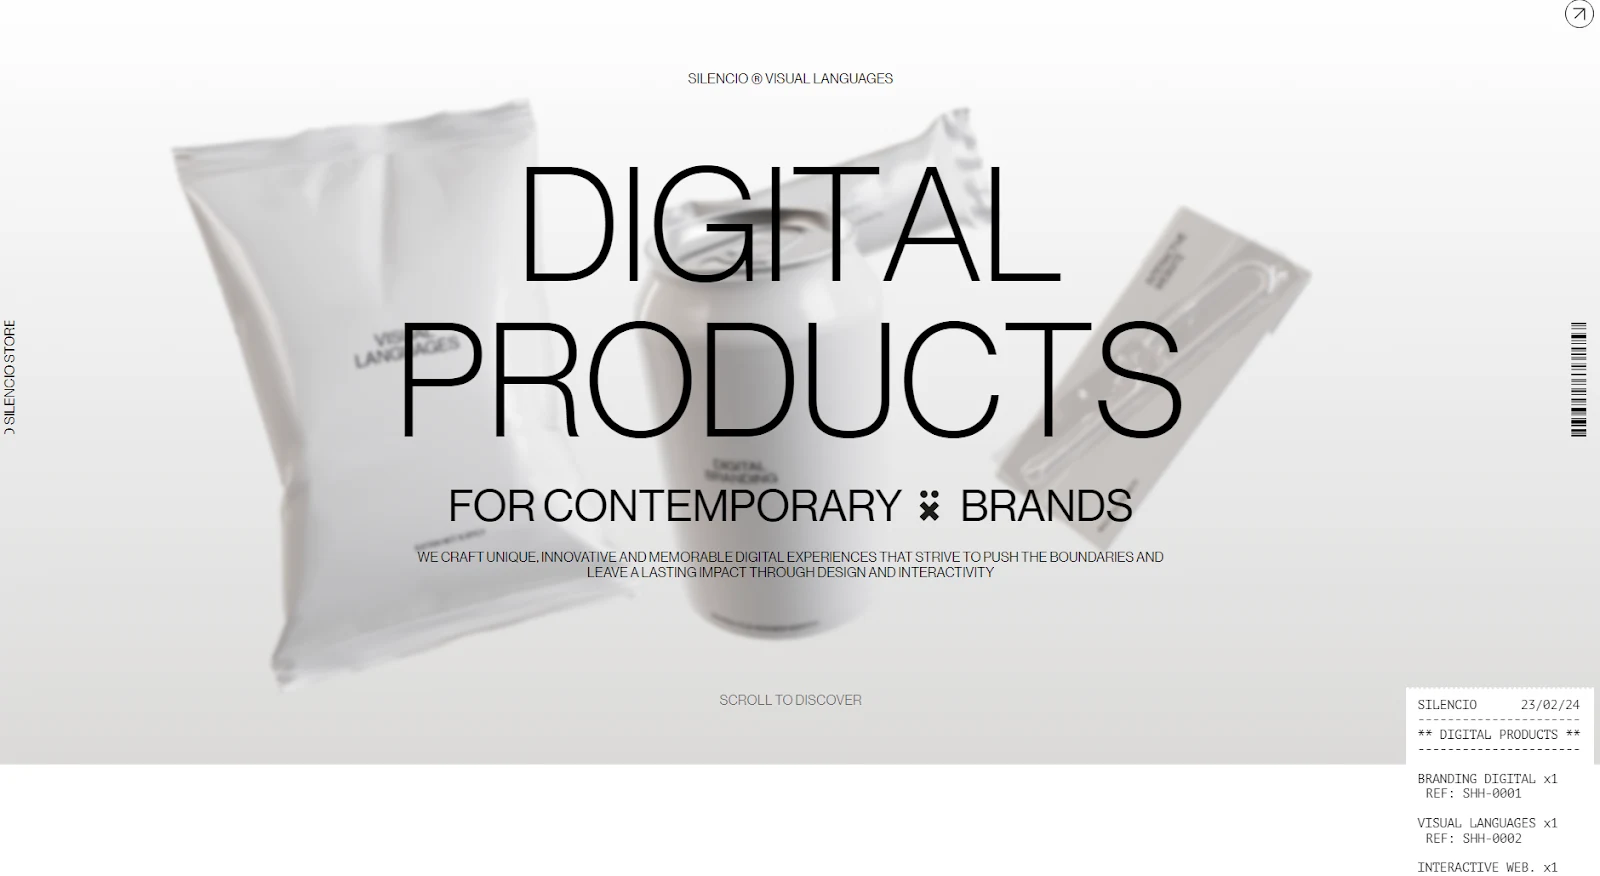 SILENCIO ® VISUAL LANGUAGES
DIGITAL
PRODUCTS
FOR CONTEMPORARY BRANDS
WE CRAFT UNIQUE, INNOVATIVE AND MEMORABLE DIGITAL EXPERIENCES THAT STRIVE TO PUSH THE BOUNDARIES AND
LEAVE A LASTING IMPACT THROUGH DESIGN AND INTERACTIVITY
SCROLL TO DISCOVER
SILENCIO STORE
VISUAL
LANGUAGES
DIGITAL
BRANDING
SILENCIO 23/02/24
---------------------
** DIGITAL PRODUCTS **
---------------------
BRANDING DIGITAL x1
REF: SHH-0001
VISUAL LANGUAGES x1
REF: SHH-0002
INTERACTIVE WEB. x1